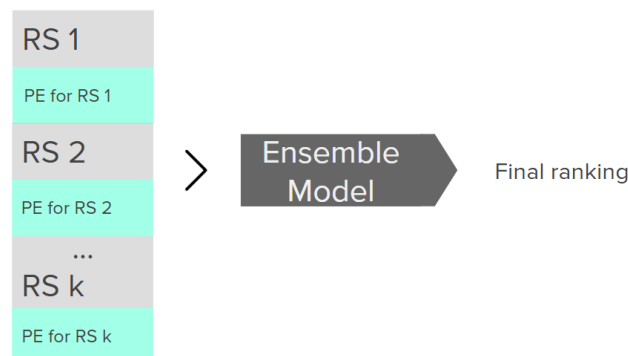 RS 1
PE for RS 1
RS 2
PE for RS 2
...
RS k
PE for RS k
Ensemble
Model
Final ranking